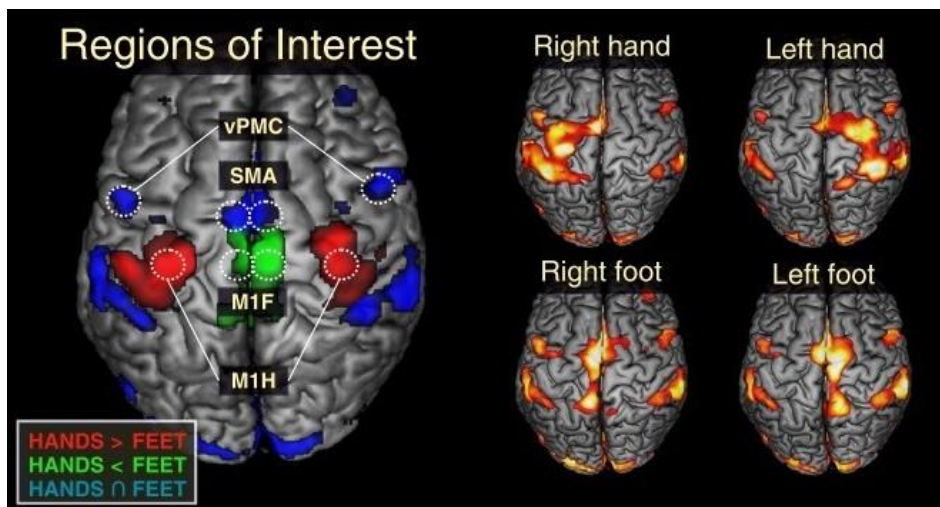 Regions of Interest
vPMC
SMA
M1F
M1H
HANDS > FEET
HANDS < FEET
HANDS ∩ FEET
Right hand
Left hand
Right foot
Left foot